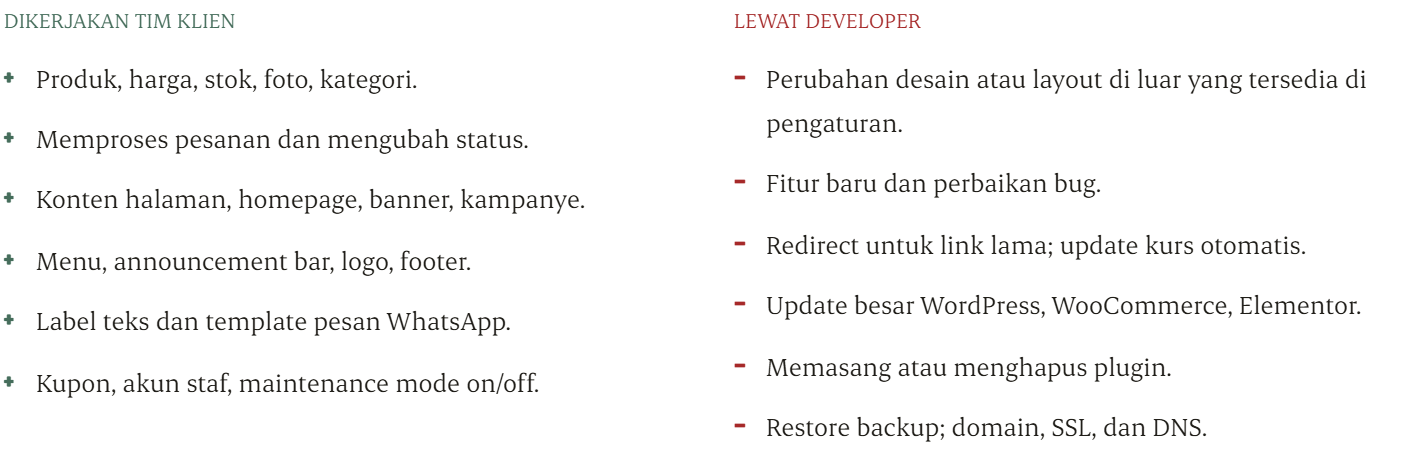 DIKERJAKAN TIM KLIEN
+ Produk, harga, stok, foto, kategori.
+ Memproses pesanan dan mengubah status.
+ Konten halaman, homepage, banner, kampanye.
+ Menu, announcement bar, logo, footer.
+ Label teks dan template pesan WhatsApp.
+ Kupon, akun staf, maintenance mode on/off.
LEWAT DEVELOPER
- Perubahan desain atau layout di luar yang tersedia di
pengaturan.
- Fitur baru dan perbaikan bug.
- Redirect untuk link lama; update kurs otomatis.
- Update besar WordPress, WooCommerce, Elementor.
- Memasang atau menghapus plugin.
- Restore backup; domain, SSL, dan DNS.